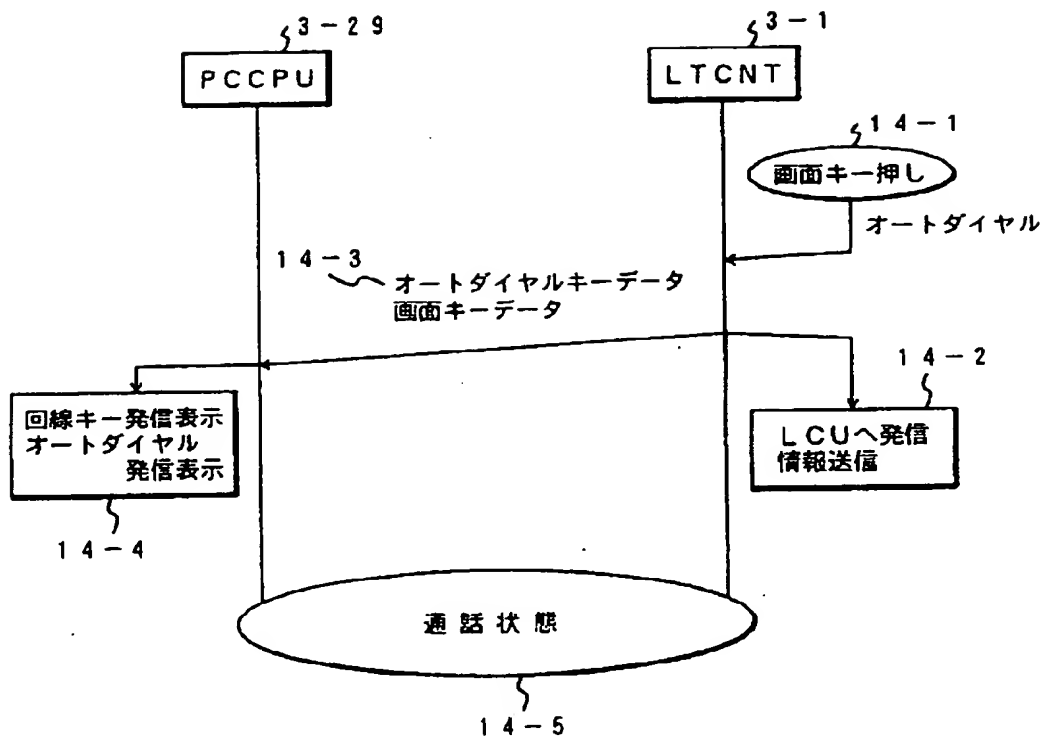 3-29
3-1
PCCPU
LTCNT
14-1
画面キー押し
オートダイヤル
14-3
オートダイヤルキーデータ
画面キーデータ
14-2
回線キー発信表示
オートダイヤル
発信表示
LCUへ発信
情報送信
14-4
通話状態
14-5